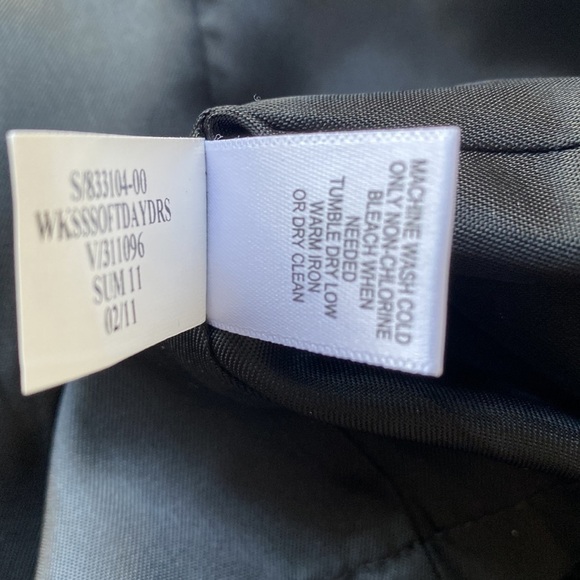 S/833104-00
WKSSSOFTDAYDRS
V/311096
SUM 11
02/11
MACHINE WASH COLD
ONLY NON-CHLORINE
BLEACH WHEN
NEEDED
TUMBLE DRY LOW
WARM IRON
OR DRY CLEAN